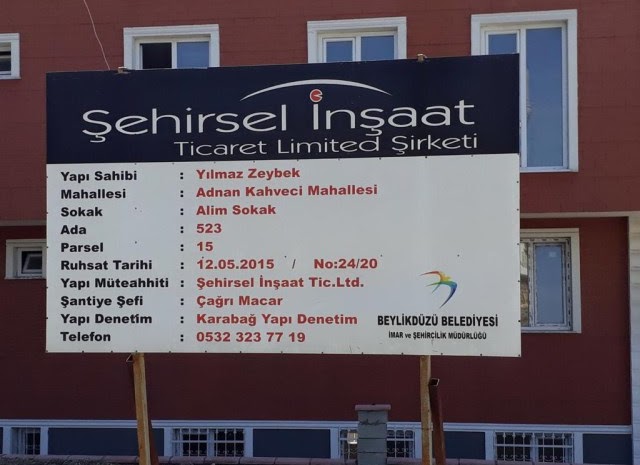 Şehirsel İnşaat
Ticaret Limited Şirketi
Yapı Sahibi : Yılmaz Zeybek
Mahallesi : Adnan Kahveci Mahallesi
Sokak : Alim Sokak
Ada : 523
Parsel : 15
Ruhsat Tarihi : 12.05.2015 / No:24/20
Yapı Müteahhiti : Şehirsel İnşaat Tic.Ltd.
Şantiye Şefi : Çağrı Macar
Yapı Denetim : Karabağ Yapı Denetim
Telefon : 0532 323 77 19
BEYLİKDÜZÜ BELEDİYESİ
İMAR ve ŞEHİRCİLİK MÜDÜRLÜĞÜ